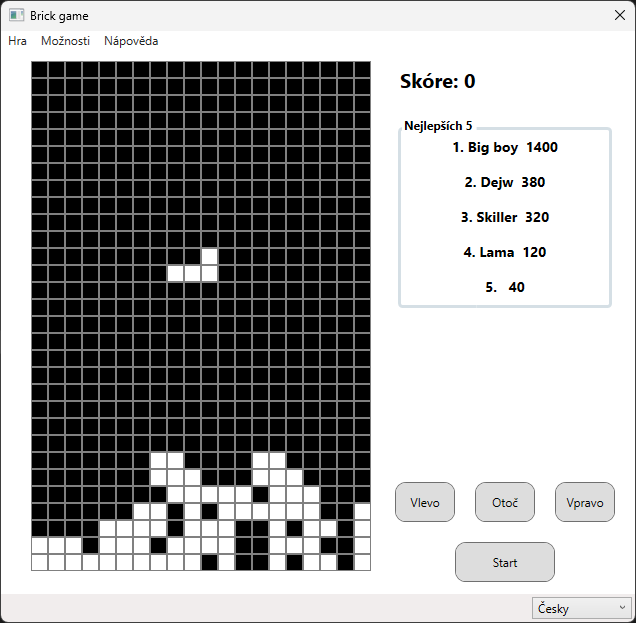 Brick game
Hra Možnosti Nápověda
Skóre: 0
Nejlepších 5
1. Big boy 1400
2. Dejw 380
3. Skiller 320
4. Lama 120
5. 40
Vlevo Otoč Vpravo
Start
Česky